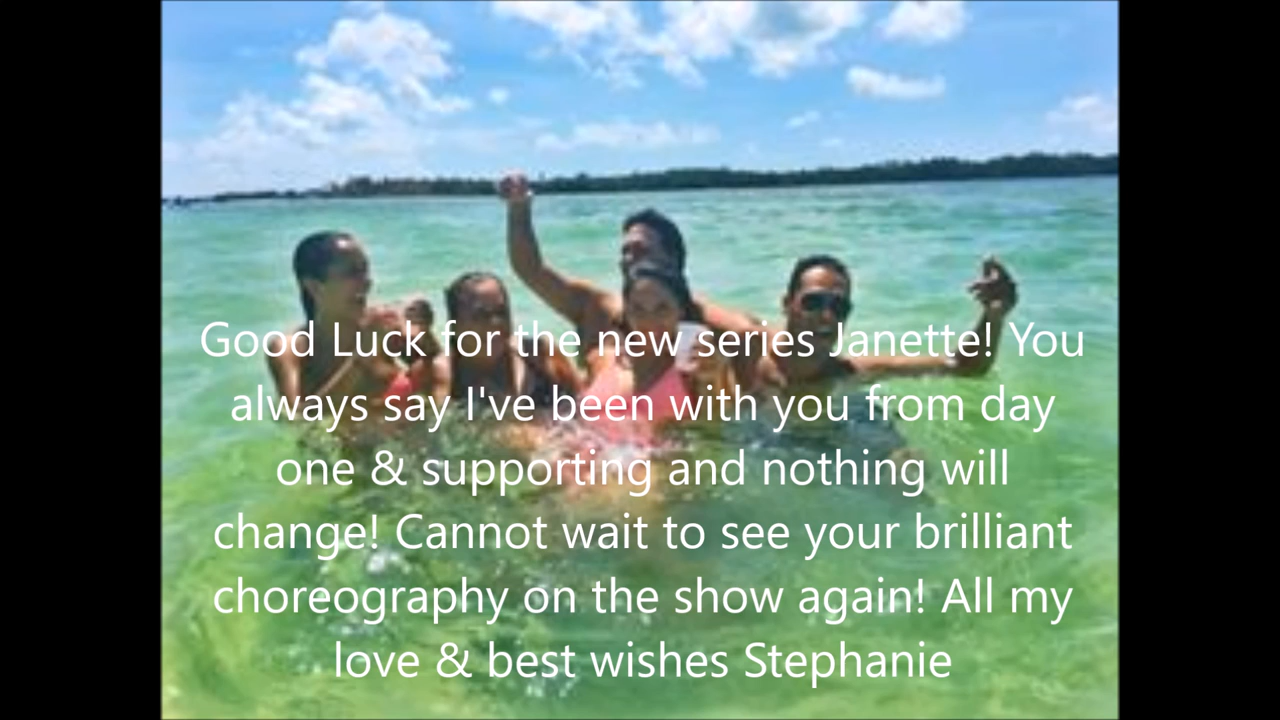 Good Luck for the new series Janette! You
always say I've been with you from day
one & supporting and nothing will
change! Cannot wait to see your brilliant
choreography on the show again! All my
love & best wishes Stephanie